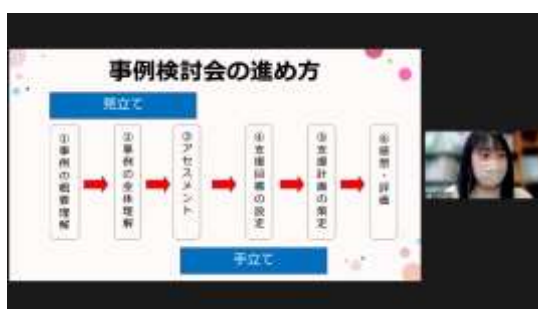 事例検討会の進め方
見立て
①事例の概要理解
②事例の全体理解
③アセスメント
④支援目標の設定
⑤支援計画の策定
⑥感想・評価
手立て